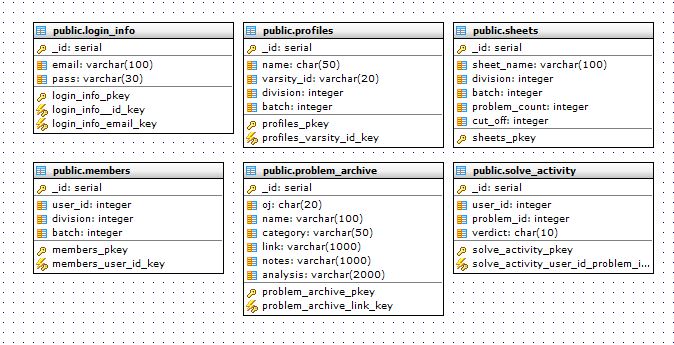 public.login_info
_id: serial
email: varchar(100)
pass: varchar(30)
login_info_pkey
login_info__id_key
login_info_email_key
public.profiles
_id: serial
name: char(50)
varsity_id: varchar(20)
division: integer
batch: integer
profiles_pkey
profiles_varsity_id_key
public.sheets
_id: serial
sheet_name: varchar(100)
division: integer
batch: integer
problem_count: integer
cut_off: integer
sheets_pkey
public.members
_id: serial
user_id: integer
division: integer
batch: integer
members_pkey
members_user_id_key
public.problem_archive
_id: serial
oj: char(20)
name: varchar(100)
category: varchar(50)
link: varchar(1000)
notes: varchar(1000)
analysis: varchar(2000)
problem_archive_pkey
problem_archive_link_key
public.solve_activity
_id: serial
user_id: integer
problem_id: integer
verdict: char(10)
solve_activity_pkey
solve_activity_user_id_problem_i...